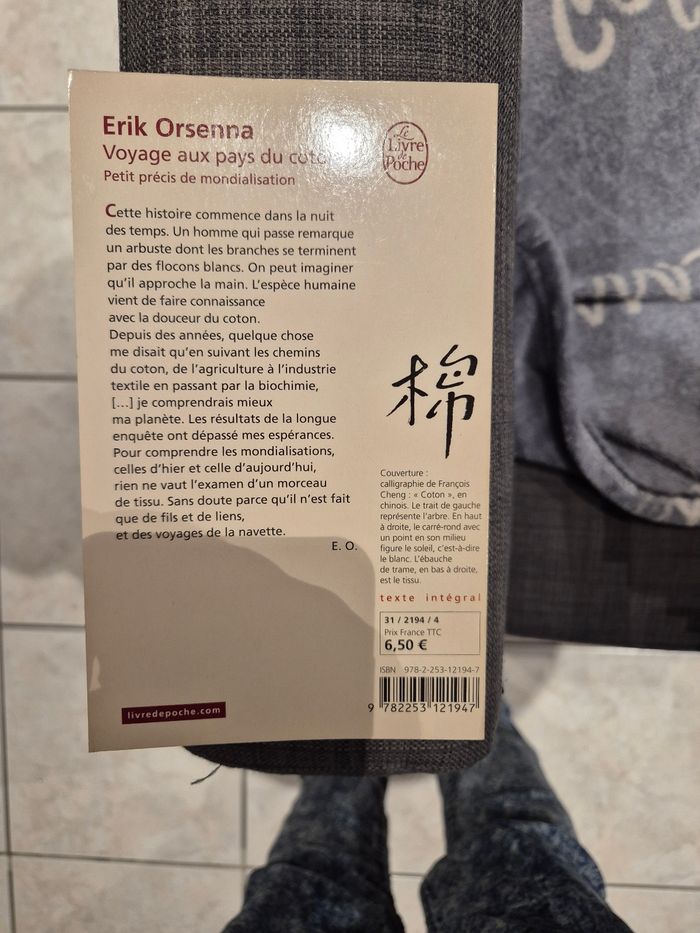 Erik Orsenna
Voyage aux pays du coton
Petit précis de mondialisation
Le
Livre
de
Poche
Cette histoire commence dans la nuit
des temps. Un homme qui passe remarque
un arbuste dont les branches se terminent
par des flocons blancs. On peut imaginer
qu'il approche la main. L'espèce humaine
vient de faire connaissance
avec la douceur du coton.
Depuis des années, quelque chose
me disait qu'en suivant les chemins
du coton, de l'agriculture à l'industrie
textile en passant par la biochimie,
[…] je comprendrais mieux
ma planète. Les résultats de la longue
enquête ont dépassé mes espérances.
Pour comprendre les mondialisations,
celles d'hier et celle d'aujourd'hui,
rien ne vaut l'examen d'un morceau
de tissu. Sans doute parce qu'il n'est fait
que de fils et de liens,
et des voyages de la navette.
E. O.
棉
Couverture :
calligraphie de François
Cheng : « Coton », en
chinois. Le trait de gauche
représente l'arbre. En haut
à droite, le carré-rond avec
un point en son milieu
figure le soleil, c'est-à-dire
le blanc. L'ébauche
de trame, en bas à droite,
est le tissu.
texte intégral
31 / 2194 / 4
Prix France TTC
6,50 €
ISBN 978-2-253-12194-7
9 782253 121947
livredepoche.com